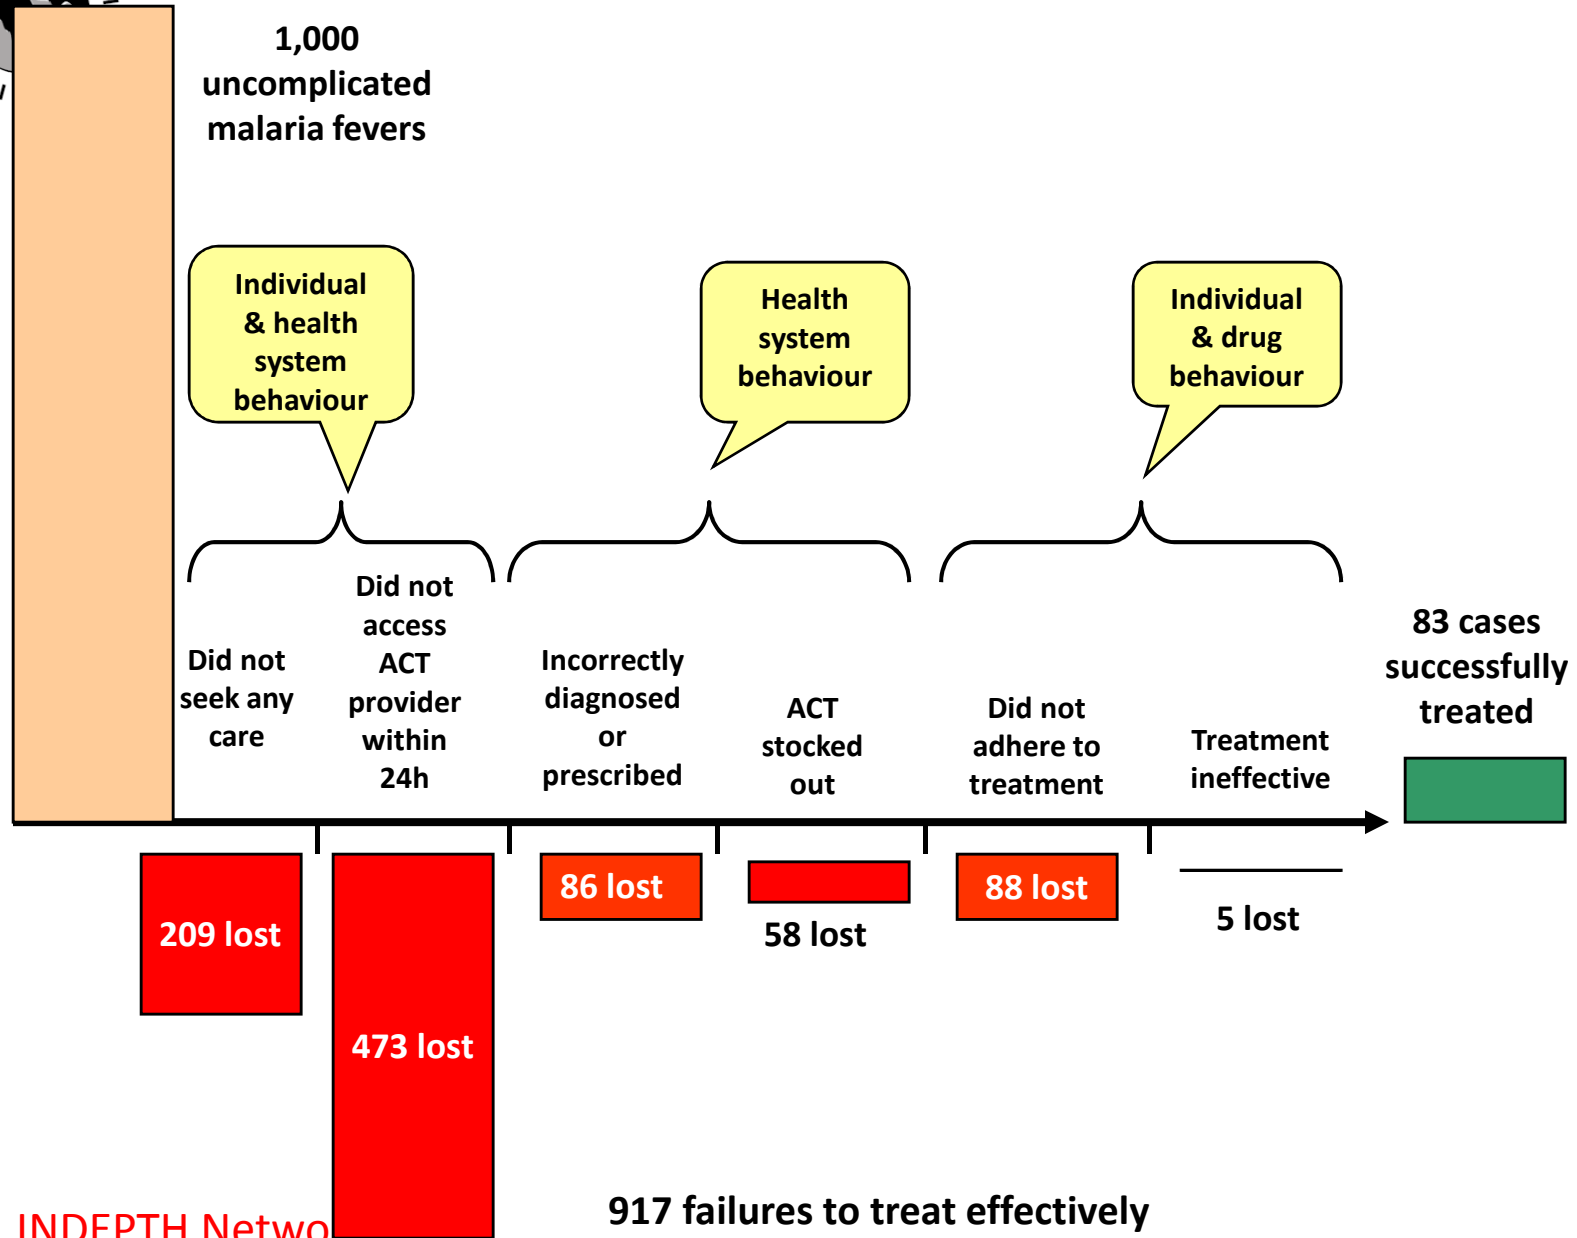 1,000
uncomplicated
malaria fevers
Individual
& health
system
behaviour
Health
system
behaviour
Individual
& drug
behaviour
Did not
seek any
care
Did not
access
ACT
provider
within
24h
Incorrectly
diagnosed
or
prescribed
ACT
stocked
out
Did not
adhere to
treatment
Treatment
ineffective
83 cases
successfully
treated
209 lost
473 lost
86 lost
58 lost
88 lost
5 lost
917 failures to treat effectively
INDEPTH Netwo